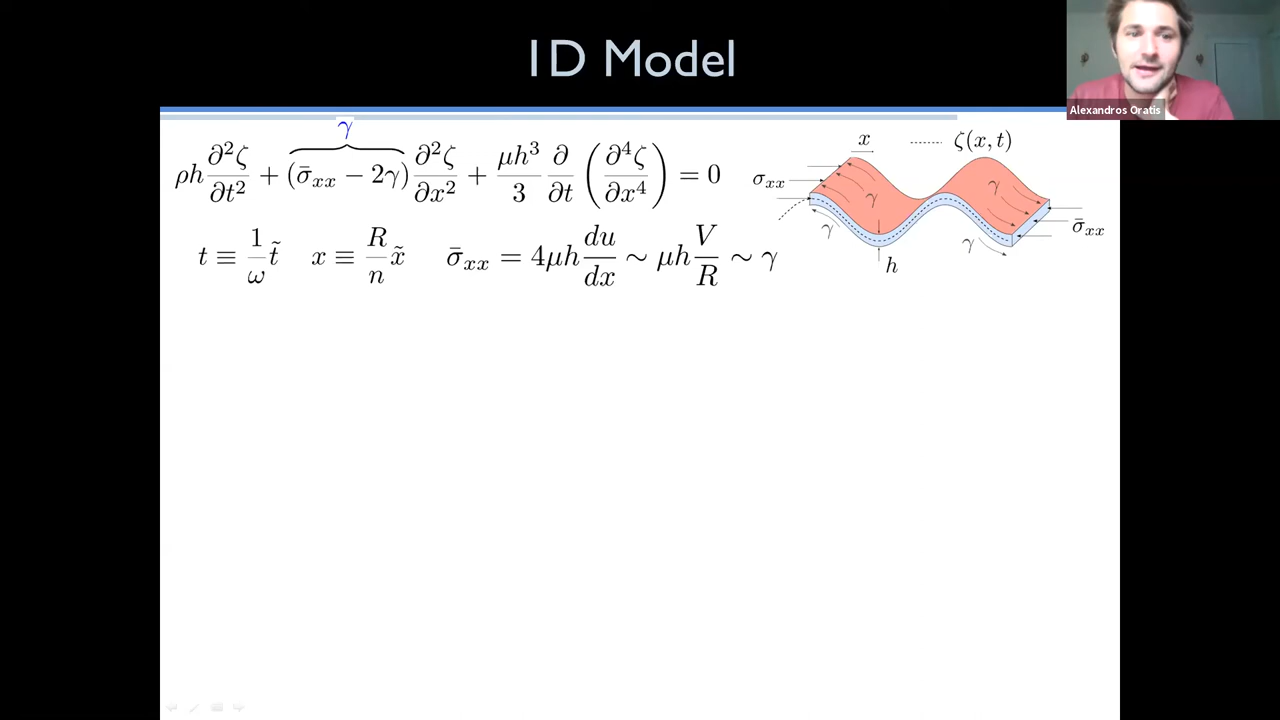 1D Model
Alexandros Oratis
γ
ρh ∂²ζ/∂t² + (σ̄ₓₓ − 2γ) ∂²ζ/∂x² + μh³/3 ∂/∂t (∂⁴ζ/∂x⁴) = 0
t ≡ 1/ω t̃ x ≡ R/n x̃ σ̄ₓₓ = 4μh du/dx ∼ μh V/R ∼ γ
x ζ(x, t)
σₓₓ γ γ
γ γ σ̄ₓₓ
h